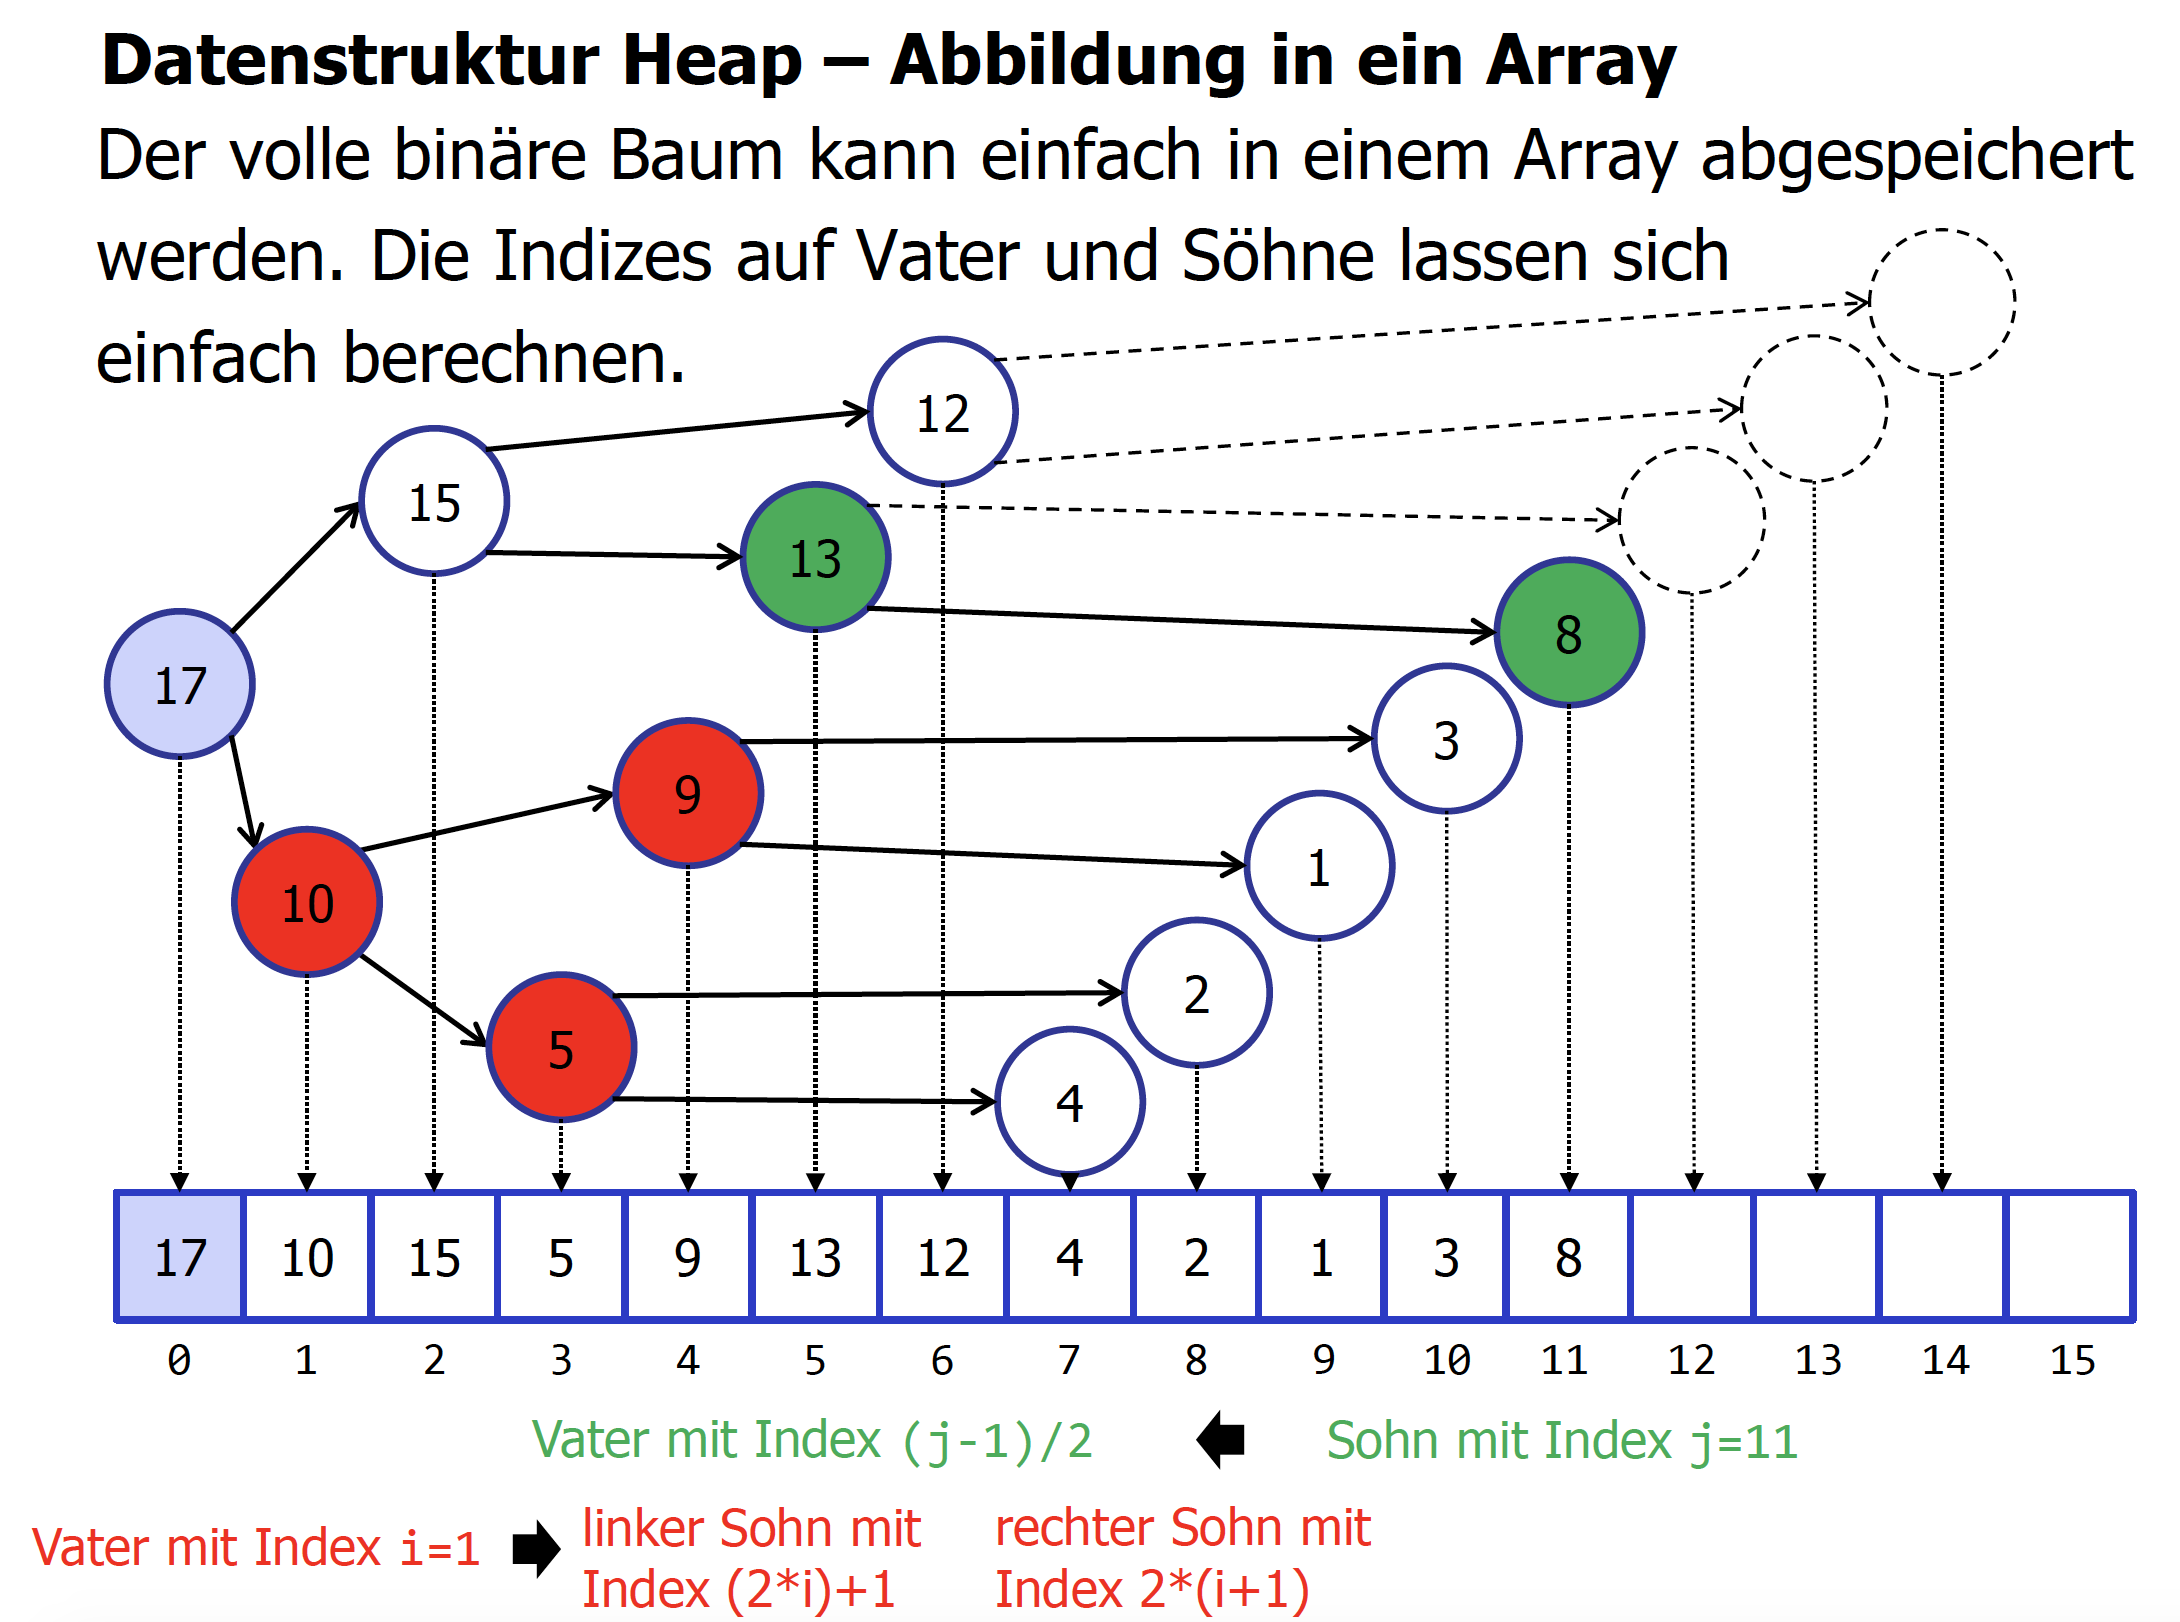 Datenstruktur Heap – Abbildung in ein Array
Der volle binäre Baum kann einfach in einem Array abgespeichert
werden. Die Indizes auf Vater und Söhne lassen sich
einfach berechnen.
12
15
13
17
8
3
9
1
10
2
5
4
17 10 15 5 9 13 12 4 2 1 3 8
0 1 2 3 4 5 6 7 8 9 10 11 12 13 14 15
Vater mit Index (j-1)/2 Sohn mit Index j=11
Vater mit Index i=1
linker Sohn mit
Index (2*i)+1
rechter Sohn mit
Index 2*(i+1)